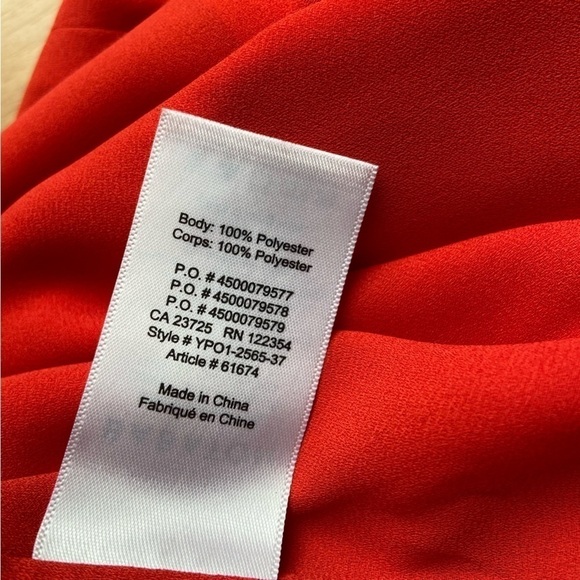 Body: 100% Polyester
Corps: 100% Polyester
P.O. # 4500079577
P.O. # 4500079578
P.O. # 4500079579
CA 23725 RN 122354
Style # YPO1-2565-37
Article # 61674
Made in China
Fabriqué en Chine